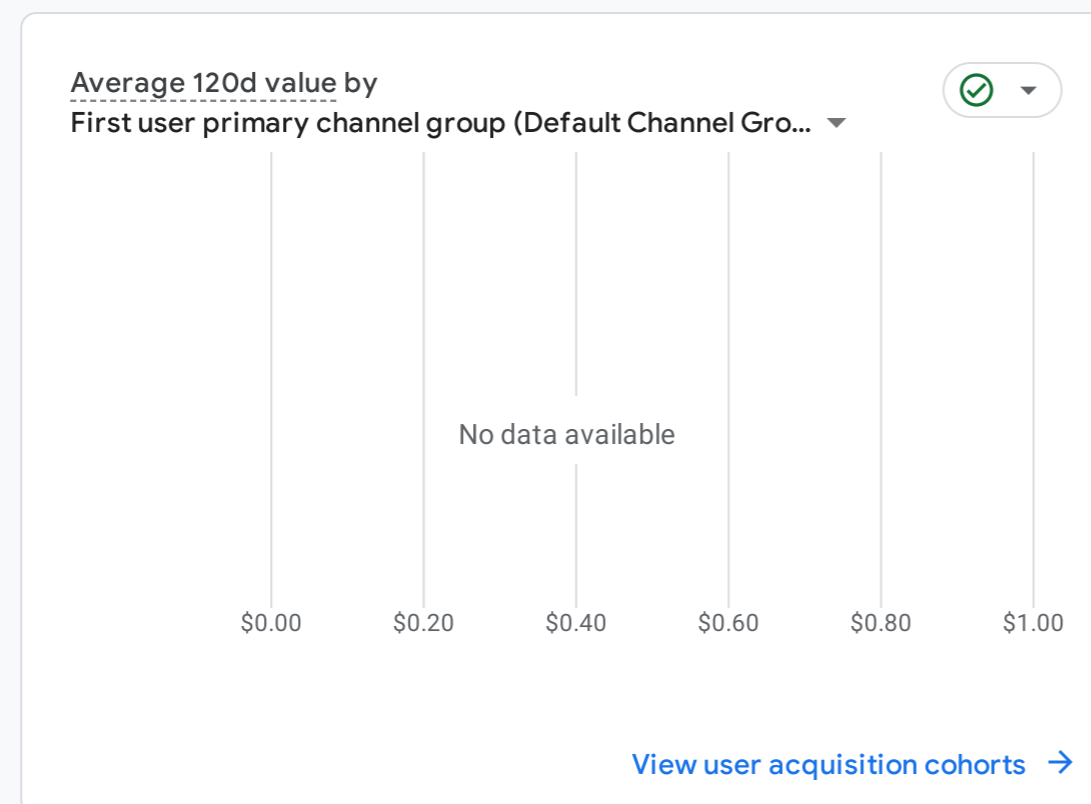 Average 120d value by
First user primary channel group (Default Channel Gro...
No data available
$0.00 $0.20 $0.40 $0.60 $0.80 $1.00
View user acquisition cohorts